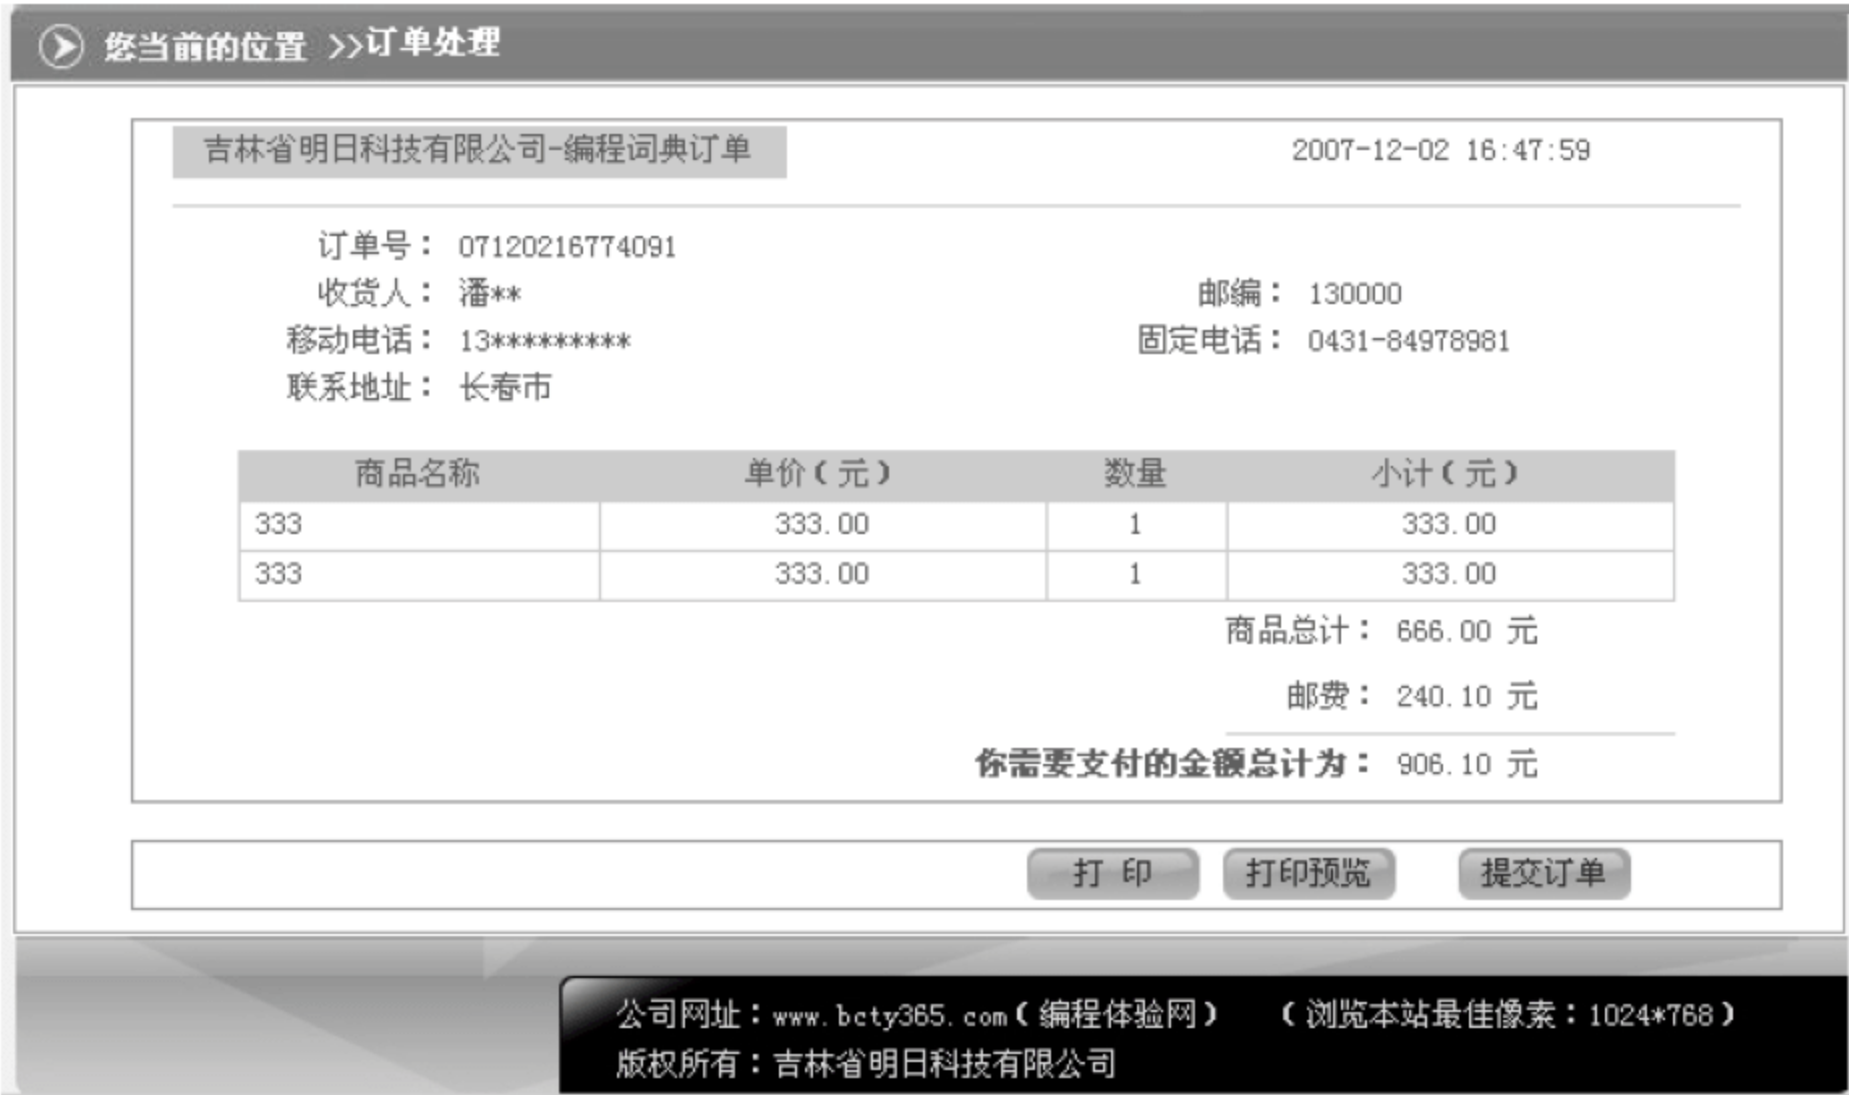 您当前的位置 >>订单处理
吉林省明日科技有限公司-编程词典订单 2007-12-02 16:47:59
订单号： 07120216774091
收货人： 潘** 邮编： 130000
移动电话： 13********* 固定电话： 0431-84978981
联系地址： 长春市
商品名称 单价(元) 数量 小计(元)
333 333.00 1 333.00
333 333.00 1 333.00
商品总计： 666.00 元
邮费： 240.10 元
你需要支付的金额总计为： 906.10 元
打 印 打印预览 提交订单
公司网址：www.bcty365.com(编程体验网) (浏览本站最佳像素：1024*768)
版权所有：吉林省明日科技有限公司